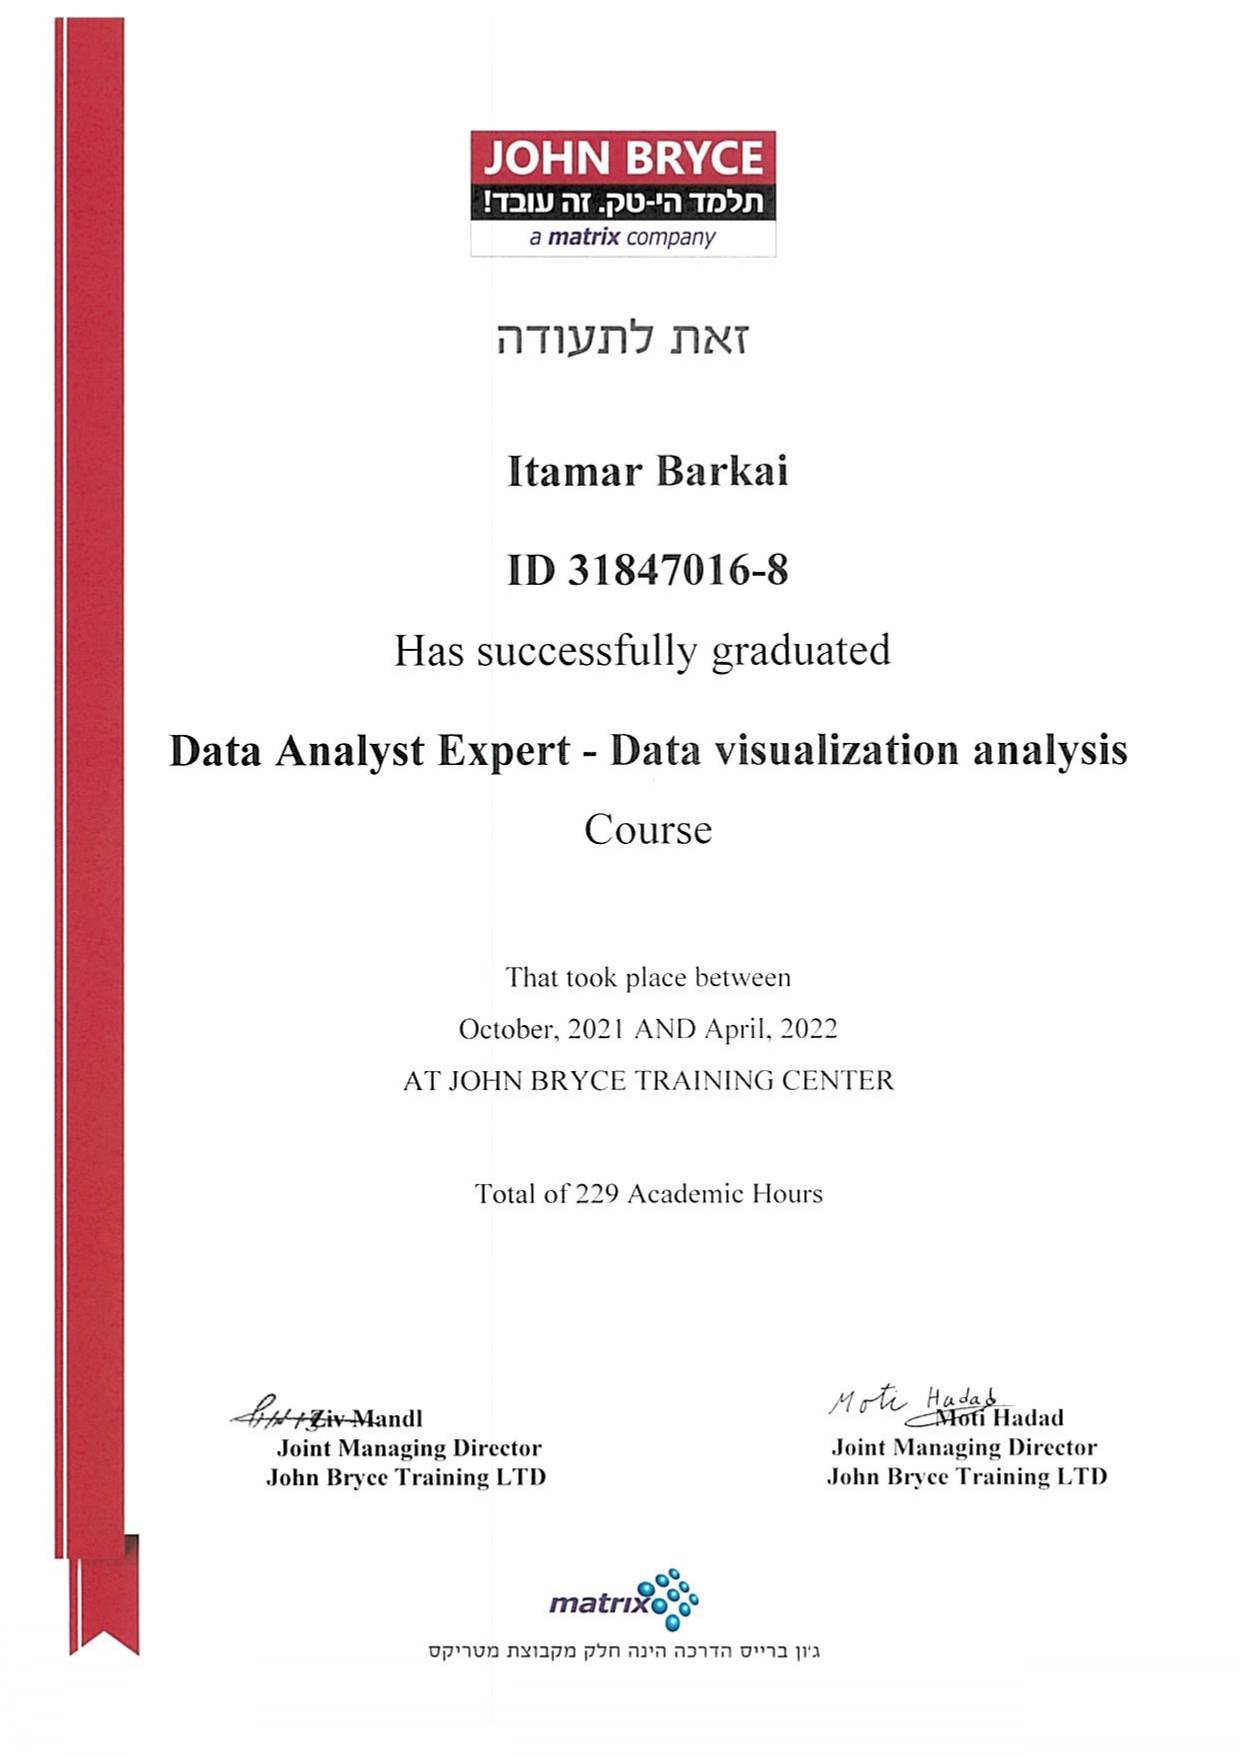 JOHN BRYCE
תלמד הי-טק. זה עובד!
a matrix company
זאת לתעודה
Itamar Barkai
ID 31847016-8
Has successfully graduated
Data Analyst Expert - Data visualization analysis
Course
That took place between
October, 2021 AND April, 2022
AT JOHN BRYCE TRAINING CENTER
Total of 229 Academic Hours
Ziv Mandl
Joint Managing Director
John Bryce Training LTD
Moti Hadad
Moti Hadad
Joint Managing Director
John Bryce Training LTD
matrix
ג'ון ברייס הדרכה הינה חלק מקבוצת מטריקס